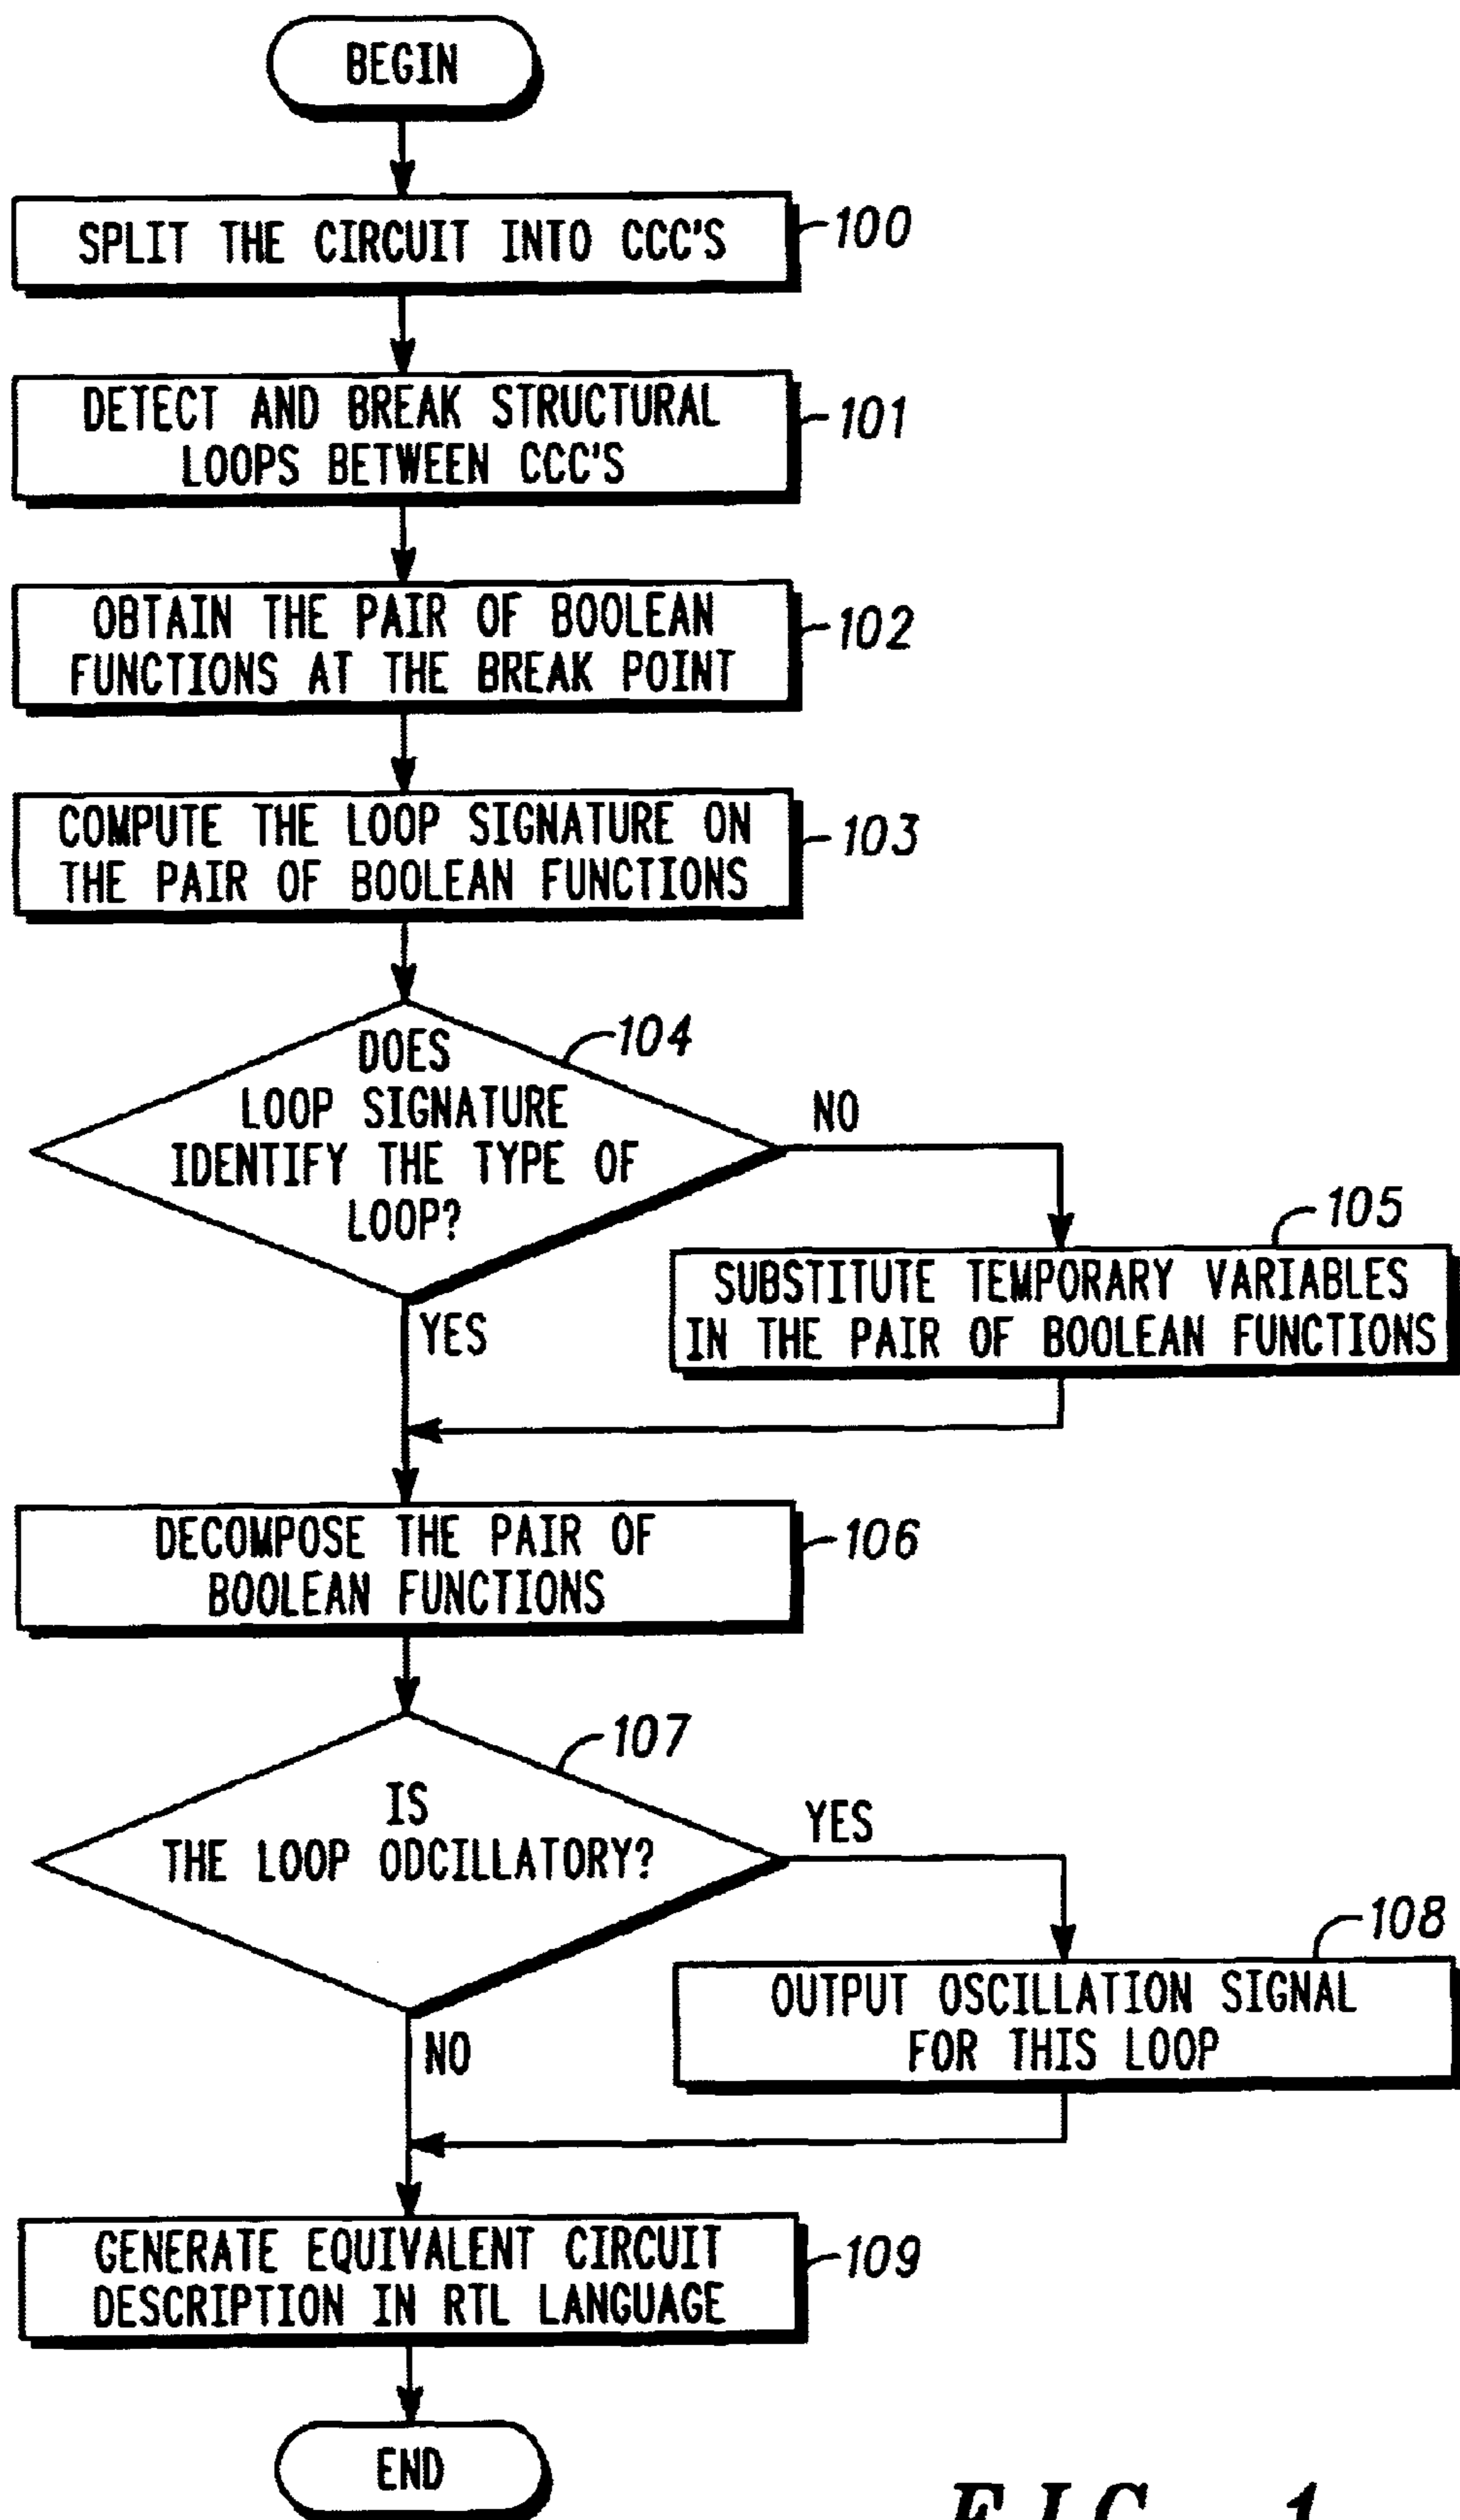 BEGIN
SPLIT THE CIRCUIT INTO CCC'S
100
DETECT AND BREAK STRUCTURAL
LOOPS BETWEEN CCC'S
101
OBTAIN THE PAIR OF BOOLEAN
FUNCTIONS AT THE BREAK POINT
102
COMPUTE THE LOOP SIGNATURE ON
THE PAIR OF BOOLEAN FUNCTIONS
103
DOES
LOOP SIGNATURE
IDENTIFY THE TYPE OF
LOOP?
104
NO
YES
105
SUBSTITUTE TEMPORARY VARIABLES
IN THE PAIR OF BOOLEAN FUNCTIONS
DECOMPOSE THE PAIR OF
BOOLEAN FUNCTIONS
106
IS
THE LOOP ODCILLATORY?
107
YES
NO
108
OUTPUT OSCILLATION SIGNAL
FOR THIS LOOP
GENERATE EQUIVALENT CIRCUIT
DESCRIPTION IN RTL LANGUAGE
109
END
FIG. 1